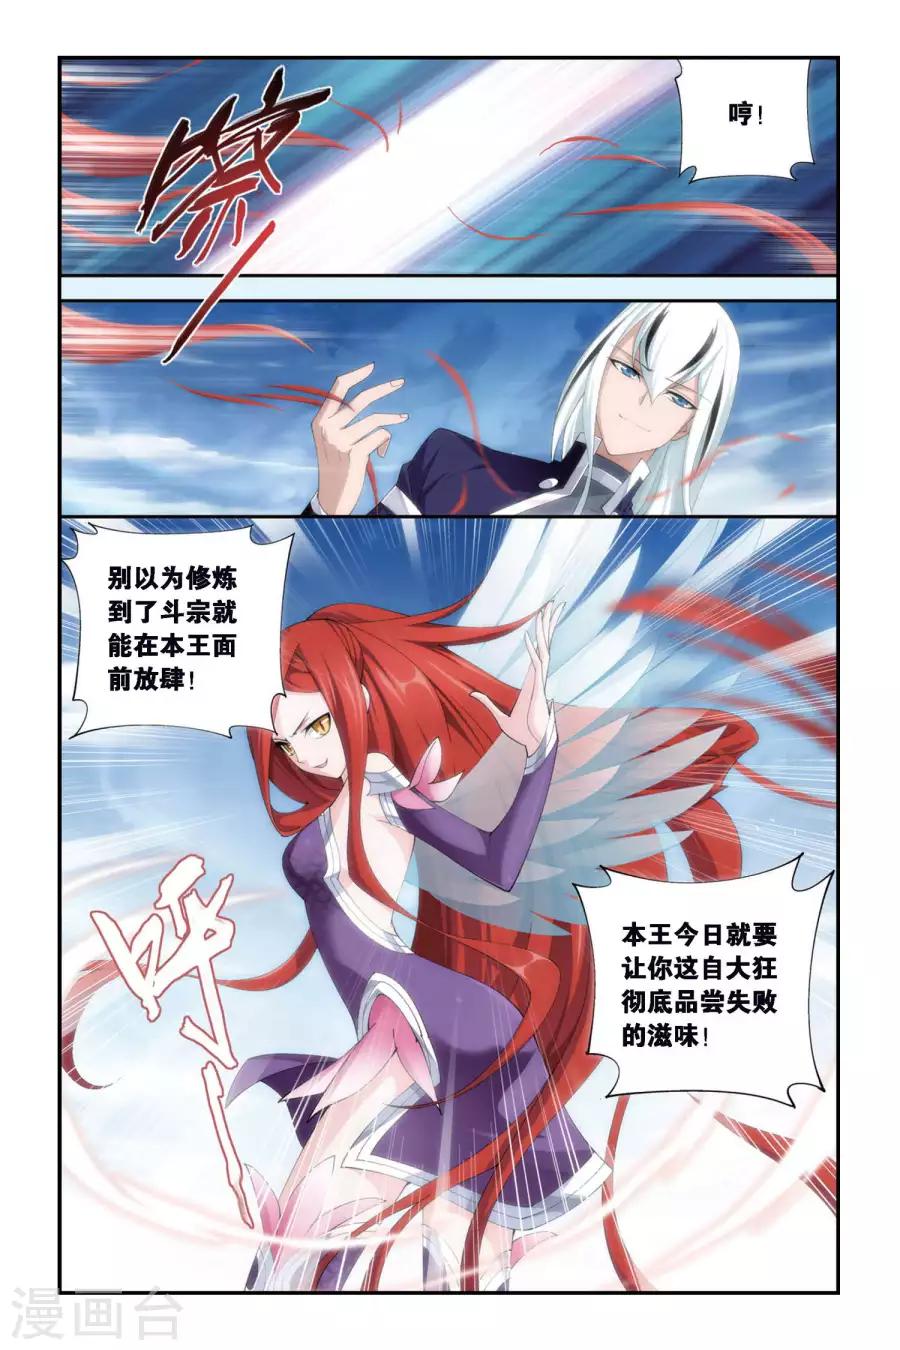 哼！
嚓
别以为修炼
到了斗宗就
能在本王面
前放肆！
呼
本王今日就要
让你这自大狂
彻底品尝失败
的滋味！
漫画台